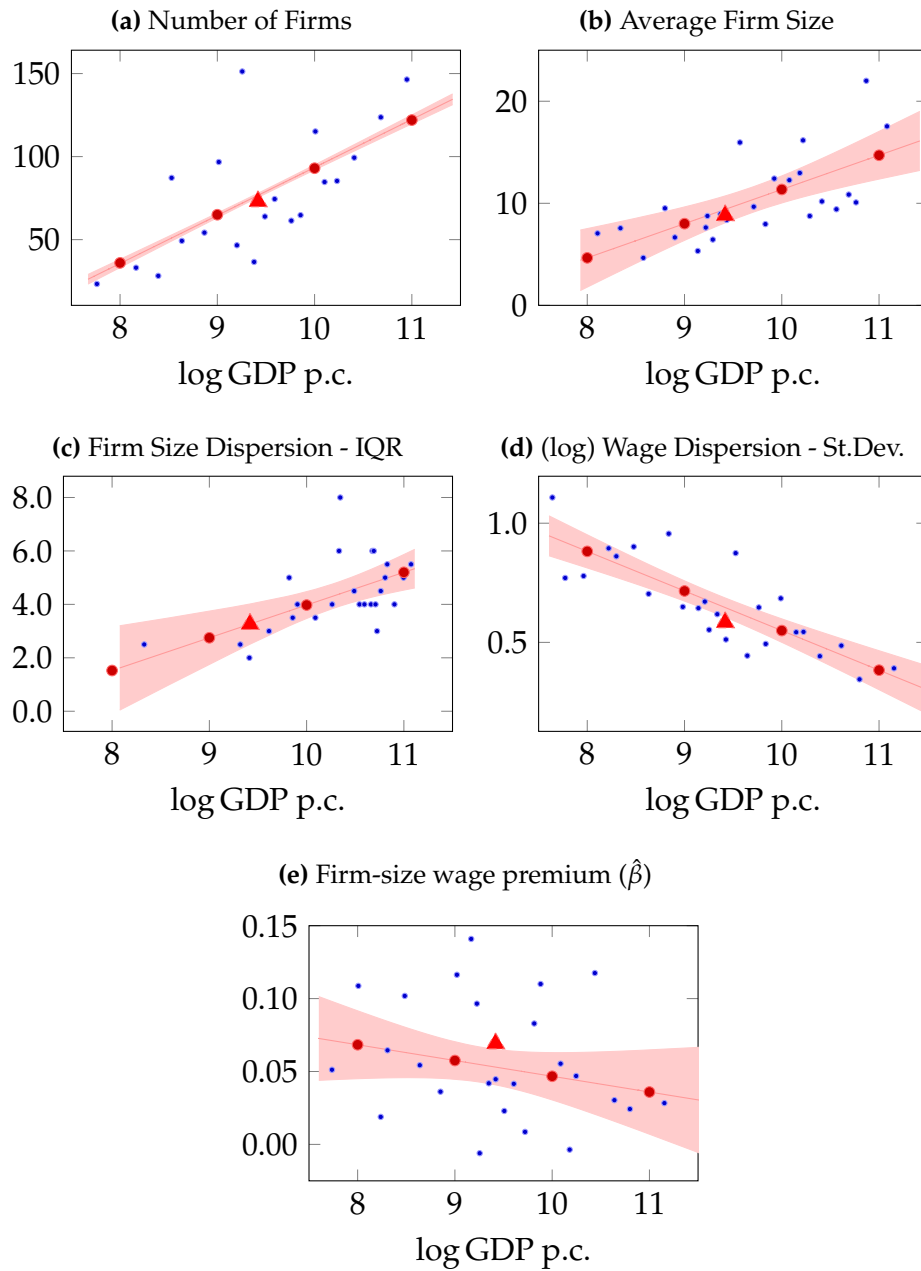 (a) Number of Firms
150
100
50
8 9 10 11
log GDP p.c.
(b) Average Firm Size
20
10
0
8 9 10 11
log GDP p.c.
(c) Firm Size Dispersion - IQR
8.0
6.0
4.0
2.0
0.0
8 9 10 11
log GDP p.c.
(d) (log) Wage Dispersion - St.Dev.
1.0
0.5
8 9 10 11
log GDP p.c.
(e) Firm-size wage premium (β̂)
0.15
0.10
0.05
0.00
8 9 10 11
log GDP p.c.